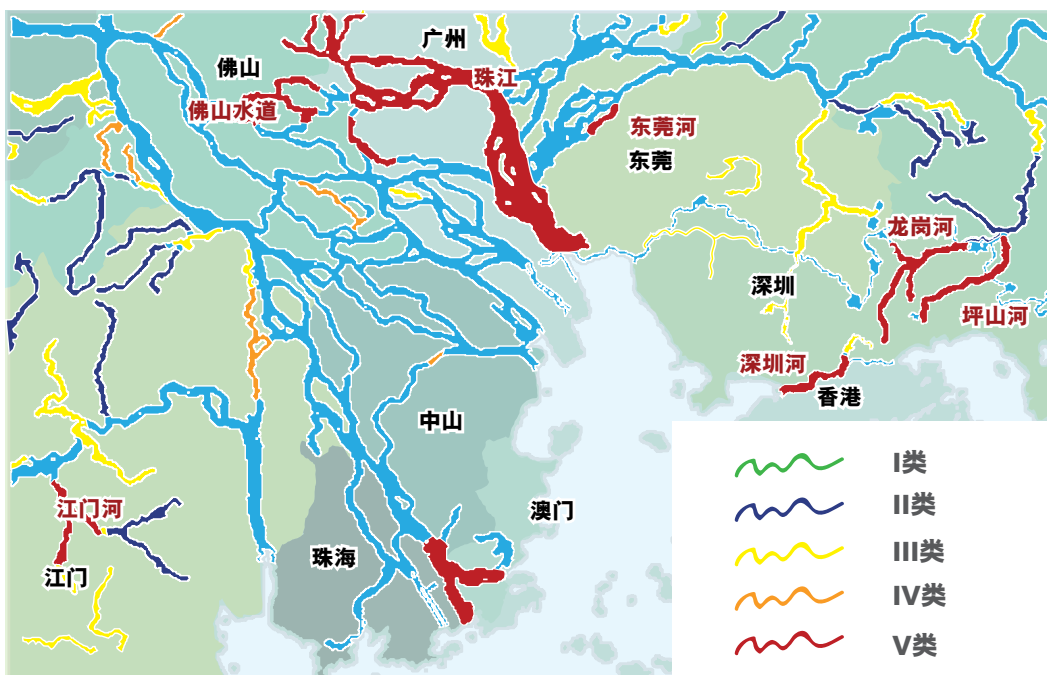 广州
佛山
珠江
佛山水道
东莞河
东莞
龙岗河
深圳
坪山河
深圳河
香港
中山
I类
II类
江门河
澳门
III类
珠海
江门
IV类
V类